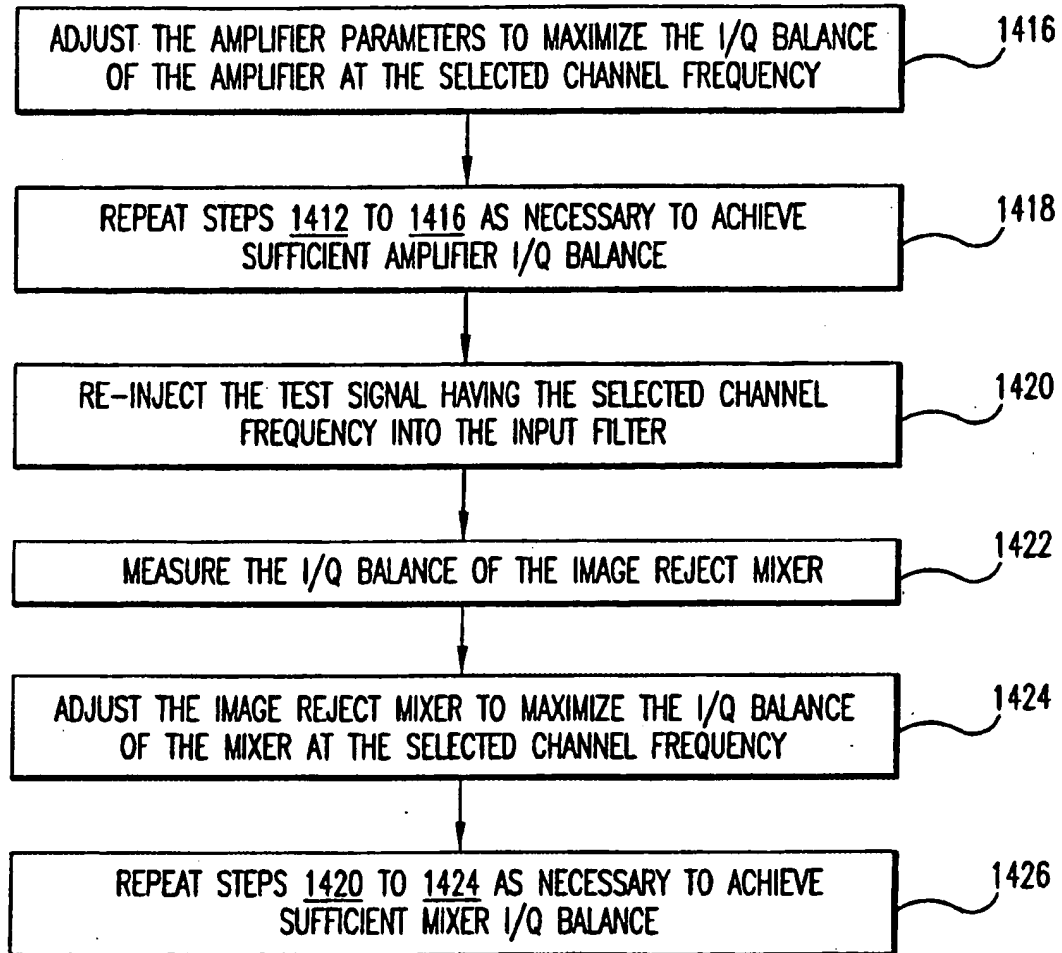 ADJUST THE AMPLIFIER PARAMETERS TO MAXIMIZE THE I/Q BALANCE
OF THE AMPLIFIER AT THE SELECTED CHANNEL FREQUENCY
1416
REPEAT STEPS 1412 TO 1416 AS NECESSARY TO ACHIEVE
SUFFICIENT AMPLIFIER I/Q BALANCE
1418
RE-INJECT THE TEST SIGNAL HAVING THE SELECTED CHANNEL
FREQUENCY INTO THE INPUT FILTER
1420
MEASURE THE I/Q BALANCE OF THE IMAGE REJECT MIXER
1422
ADJUST THE IMAGE REJECT MIXER TO MAXIMIZE THE I/Q BALANCE
OF THE MIXER AT THE SELECTED CHANNEL FREQUENCY
1424
REPEAT STEPS 1420 TO 1424 AS NECESSARY TO ACHIEVE
SUFFICIENT MIXER I/Q BALANCE
1426